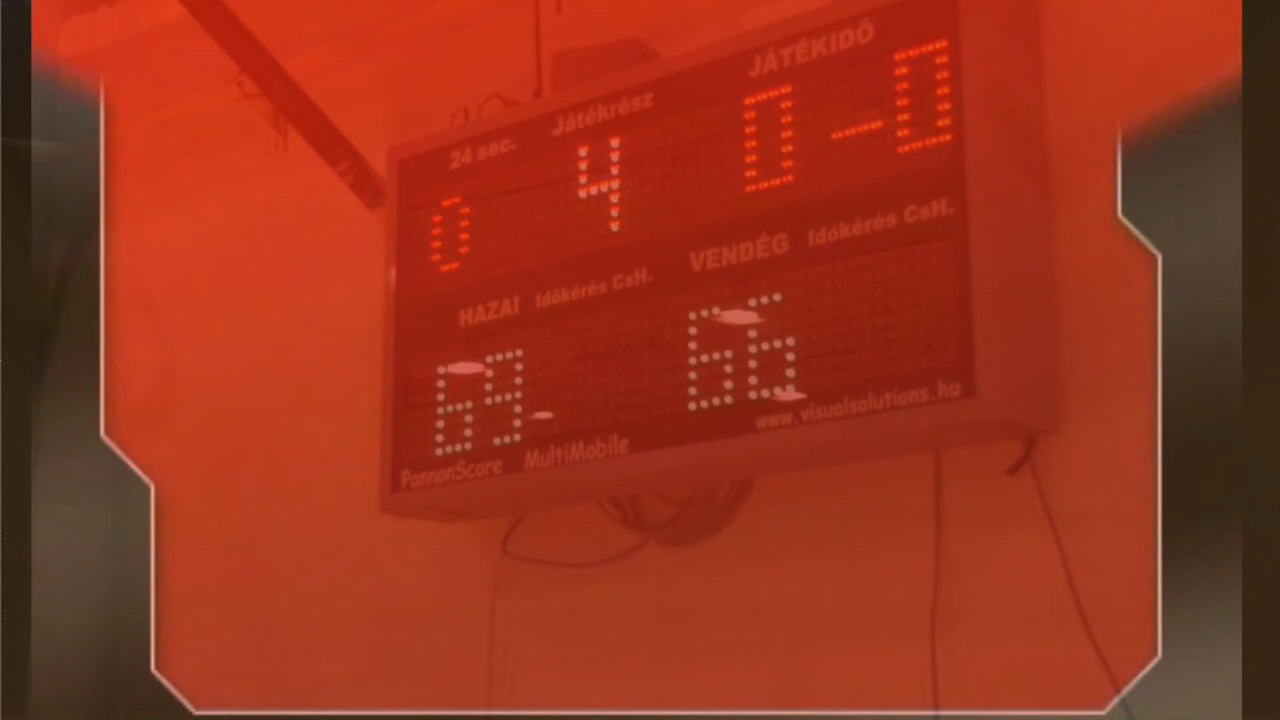 24 sec. Játékrész JÁTÉKIDŐ
0 4 0-0
HAZAI Időkérés CsH. VENDÉG Időkérés CsH.
69 66
PannonScore MultiMobile www.visualsolutions.hu